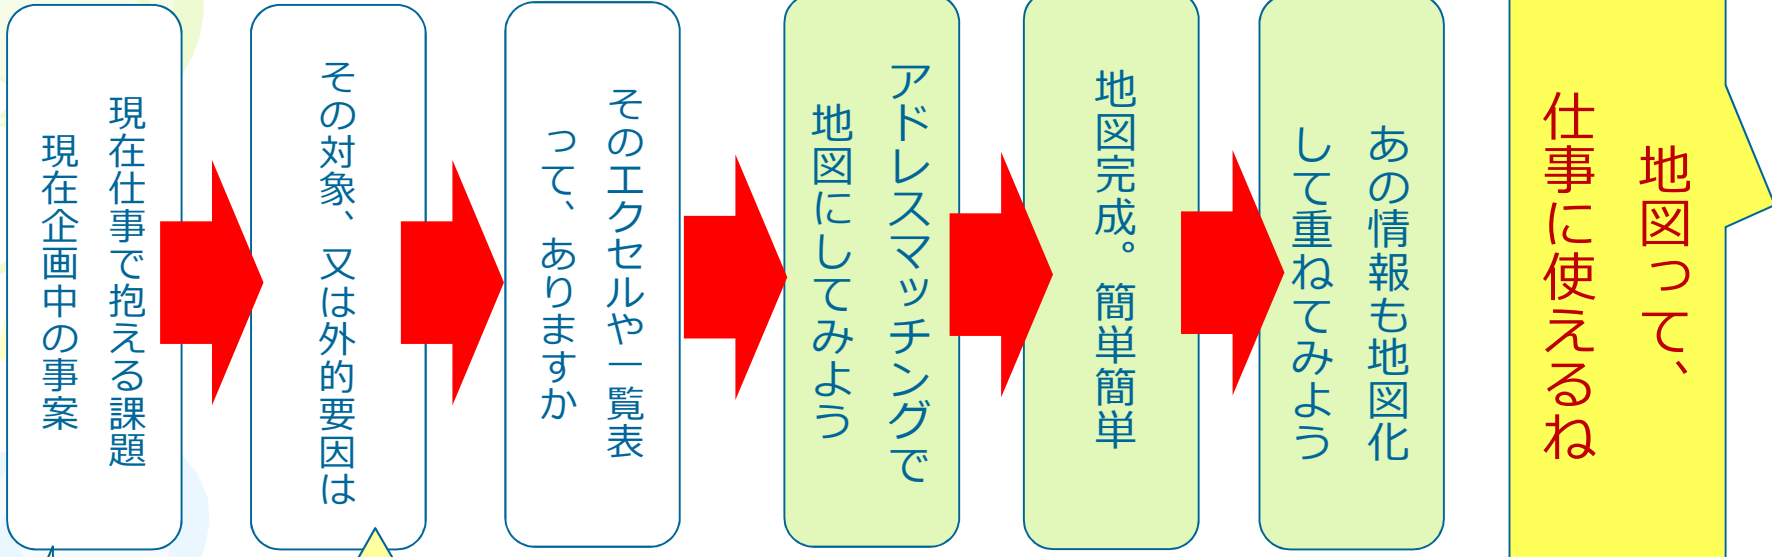 現在仕事で抱える課題
現在企画中の事案
その対象、又は外的要因は
そのエクセルや一覧表
って、ありますか
アドレスマッチングで
地図にしてみよう
地図完成。簡単簡単
あの情報も地図化
して重ねてみよう
地図って、
仕事に使えるね